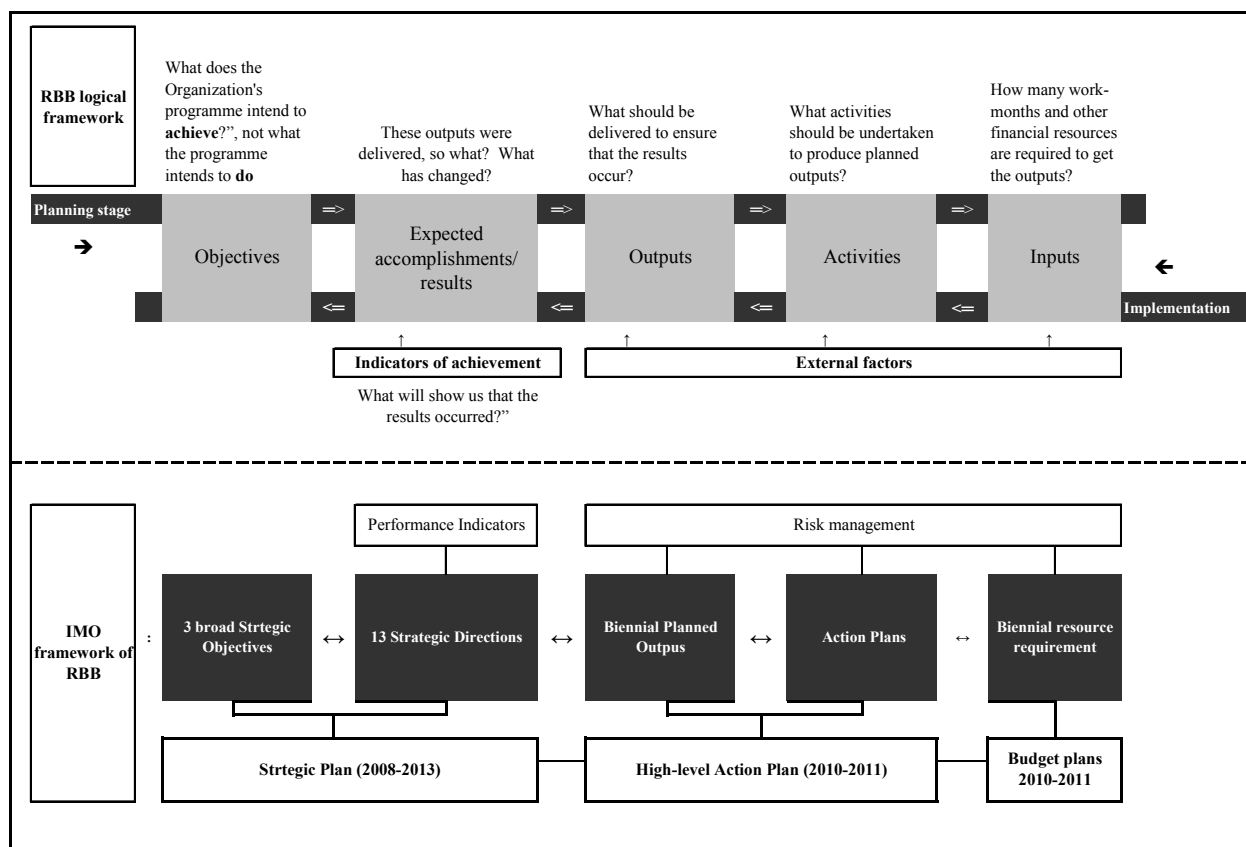 RBB logical
framework
What does the
Organization's
programme intend to
achieve?”, not what
the programme
intends to do
These outputs were
delivered, so what?  What
has changed?
What should be
delivered to ensure
that the results
occur?
What activities
should be undertaken
to produce planned
outputs?
How many work-
months and other
financial resources
are required to get
the outputs?
Planning stage
=>
=>
=>
=>
➔
Objectives
Expected
accomplishments/
results
Outputs
Activities
Inputs
<=
<=
<=
<=
Implementation
Indicators of achievement
External factors
What will show us that the
results occurred?”
Performance Indicators
Risk management
IMO
framework of
RBB
:
3 broad Strtegic
Objectives
↔
13 Strategic Directions
↔
Biennial Planned
Outpus
↔
Action Plans
↔
Biennial resource
requirement
Strtegic Plan (2008-2013)
High-level Action Plan (2010-2011)
Budget plans
2010-2011